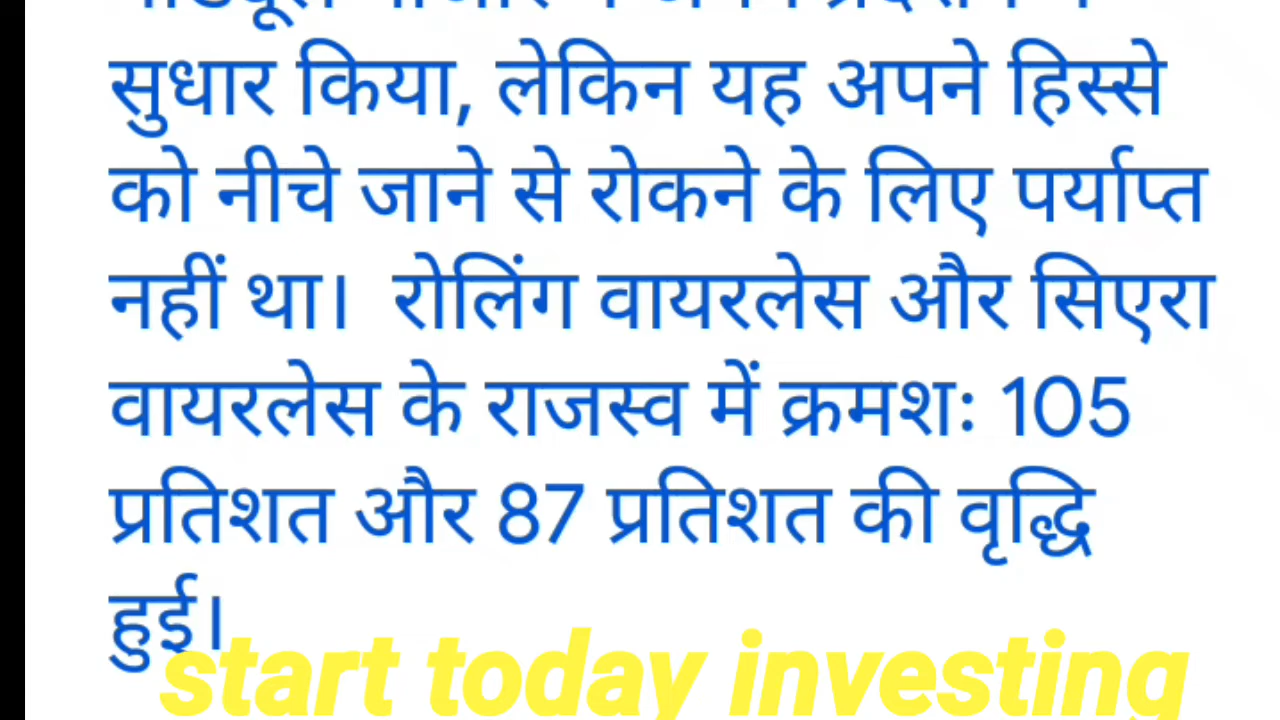 सुधार किया, लेकिन यह अपने हिस्से
को नीचे जाने से रोकने के लिए पर्याप्त
नहीं था। रोलिंग वायरलेस और सिएरा
वायरलेस के राजस्व में क्रमशः 105
प्रतिशत और 87 प्रतिशत की वृद्धि
हुई।
start today investing